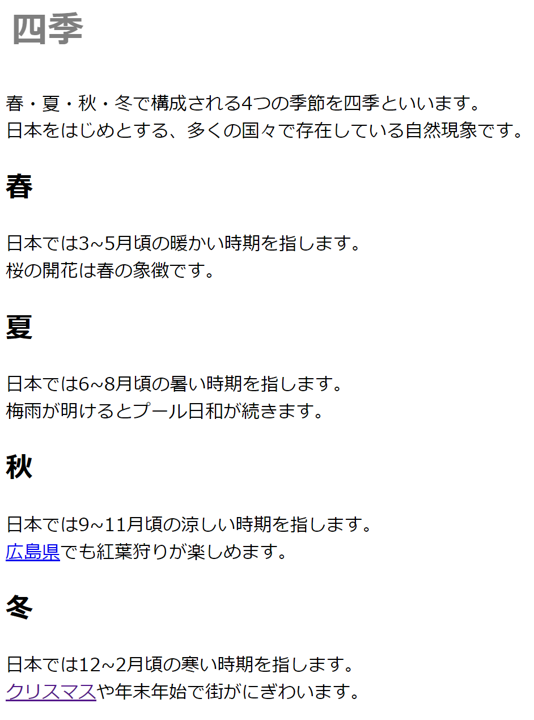 四季
春・夏・秋・冬で構成される4つの季節を四季といいます。
日本をはじめとする、多くの国々で存在している自然現象です。
春
日本では3~5月頃の暖かい時期を指します。
桜の開花は春の象徴です。
夏
日本では6~8月頃の暑い時期を指します。
梅雨が明けるとプール日和が続きます。
秋
日本では9~11月頃の涼しい時期を指します。
広島県でも紅葉狩りが楽しめます。
冬
日本では12~2月頃の寒い時期を指します。
クリスマスや年末年始で街がにぎわいます。